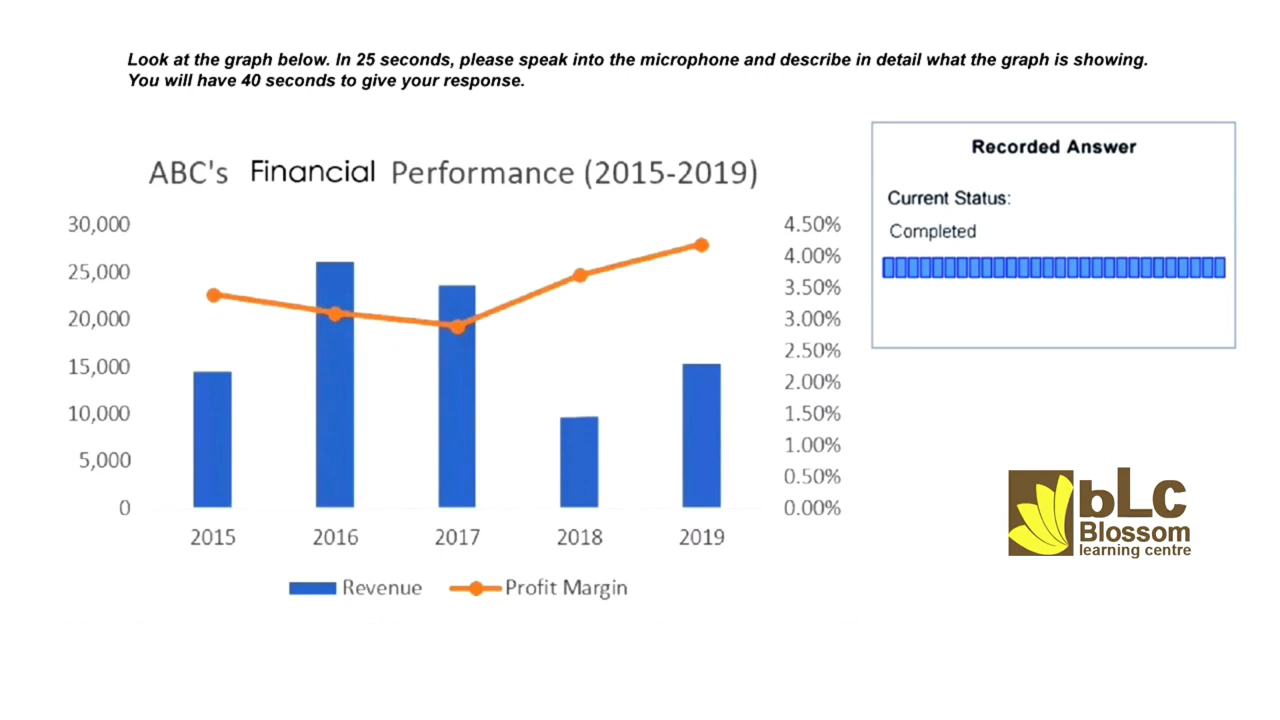 Look at the graph below. In 25 seconds, please speak into the microphone and describe in detail what the graph is showing.
You will have 40 seconds to give your response.
Recorded Answer
Current Status:
Completed
ABC's Financial Performance (2015-2019)
30,000
25,000
20,000
15,000
10,000
5,000
0
4.50%
4.00%
3.50%
3.00%
2.50%
2.00%
1.50%
1.00%
0.50%
0.00%
2015 2016 2017 2018 2019
Revenue Profit Margin
bLc
Blossom
learning centre